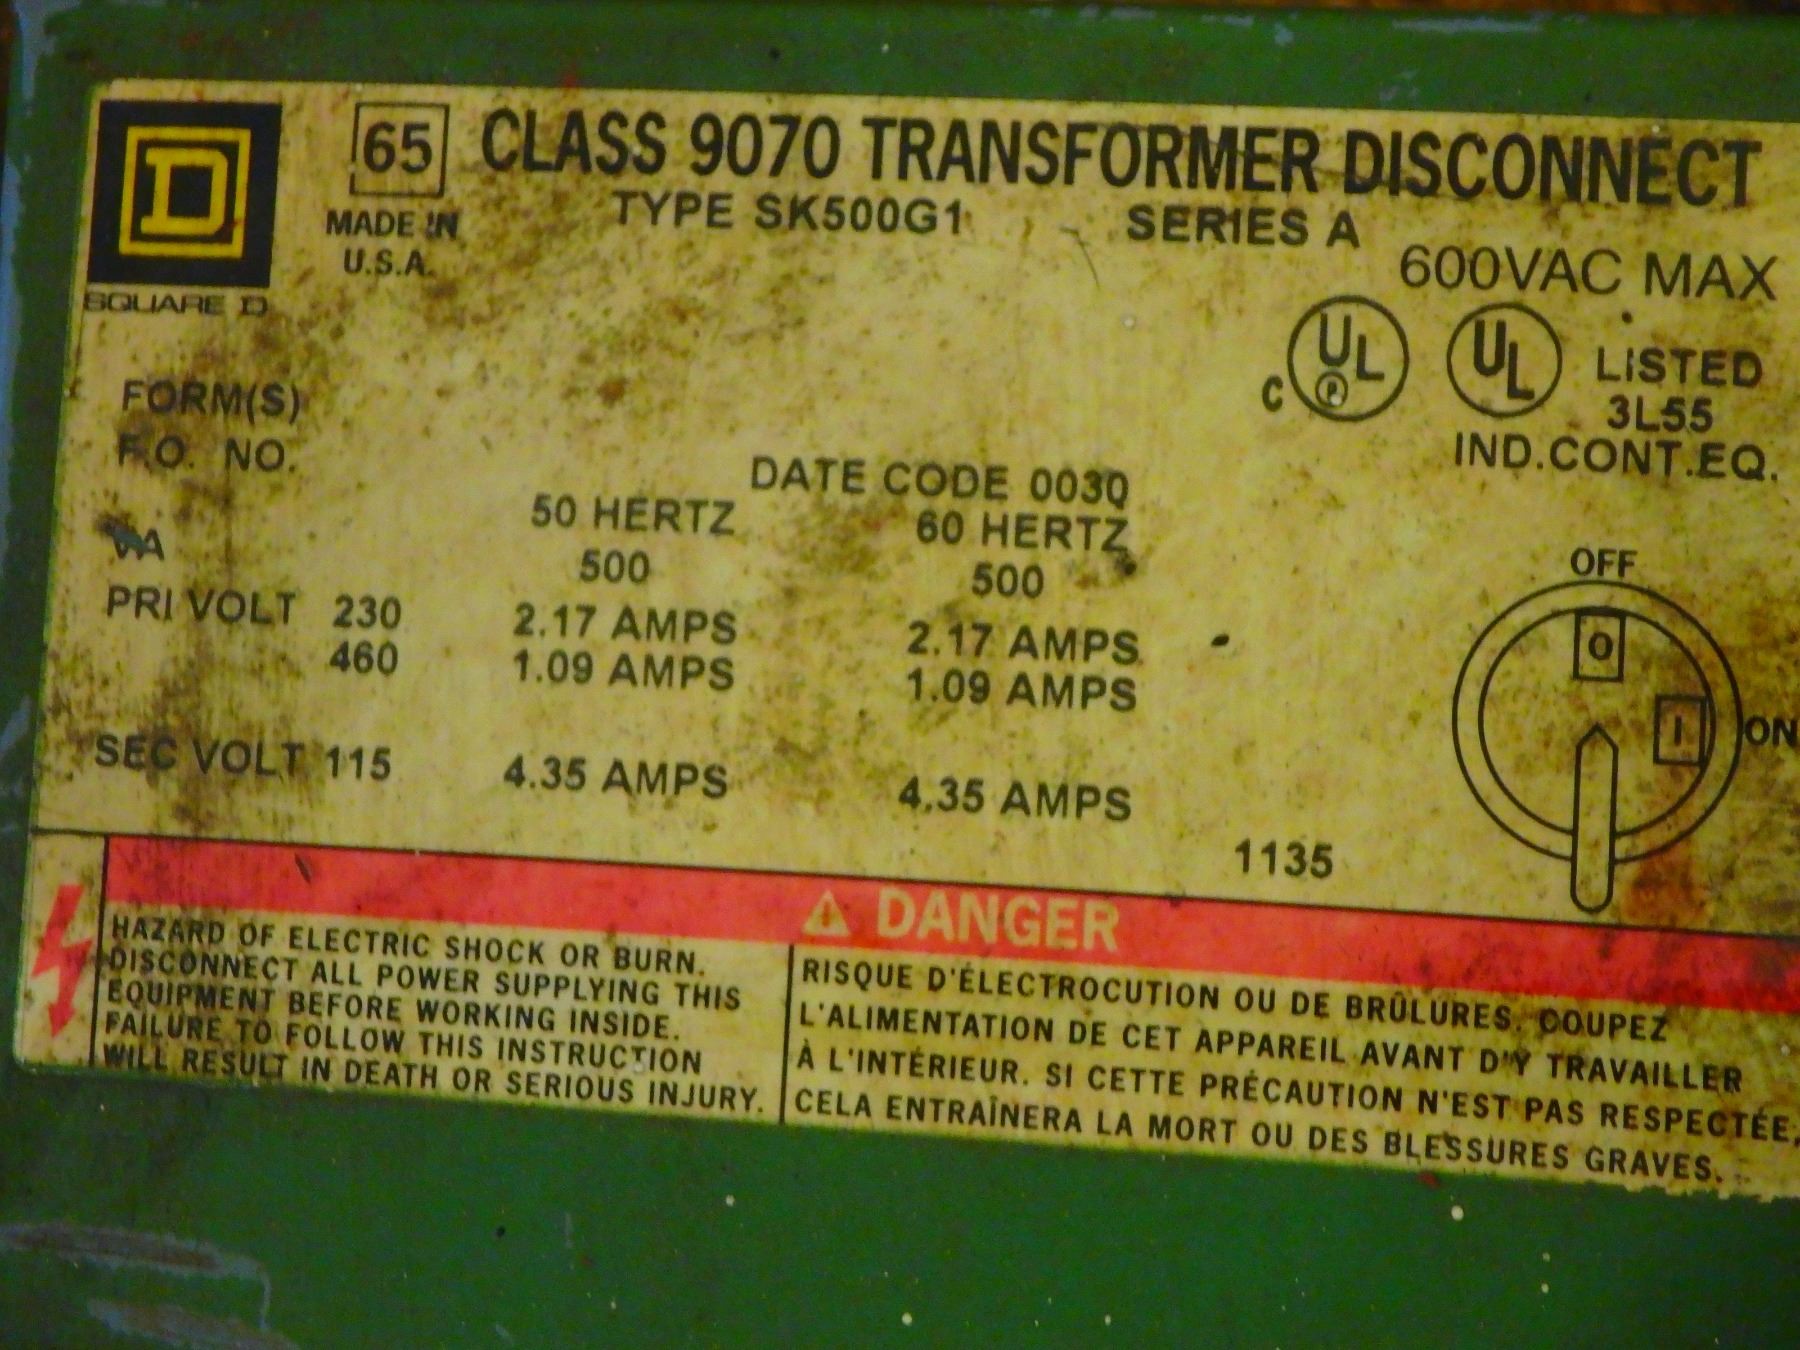 D
SQUARE D
65
MADE IN
U.S.A.
CLASS 9070 TRANSFORMER DISCONNECT
TYPE SK500G1 SERIES A
600VAC MAX
C UL UL LISTED
3L55
IND.CONT.EQ.
FORM(S)
F.O. NO.
DATE CODE 003Q
50 HERTZ 60 HERTZ
VA 500 500
PRI VOLT 230 2.17 AMPS 2.17 AMPS
460 1.09 AMPS 1.09 AMPS
SEC VOLT 115 4.35 AMPS 4.35 AMPS
1135
OFF
O
I ON
DANGER
HAZARD OF ELECTRIC SHOCK OR BURN.
DISCONNECT ALL POWER SUPPLYING THIS
EQUIPMENT BEFORE WORKING INSIDE.
FAILURE TO FOLLOW THIS INSTRUCTION
WILL RESULT IN DEATH OR SERIOUS INJURY.
RISQUE D'ÉLECTROCUTION OU DE BRÛLURES. COUPEZ
L'ALIMENTATION DE CET APPAREIL AVANT D'Y TRAVAILLER
À L'INTÉRIEUR. SI CETTE PRÉCAUTION N'EST PAS RESPECTÉE,
CELA ENTRAÎNERA LA MORT OU DES BLESSURES GRAVES.